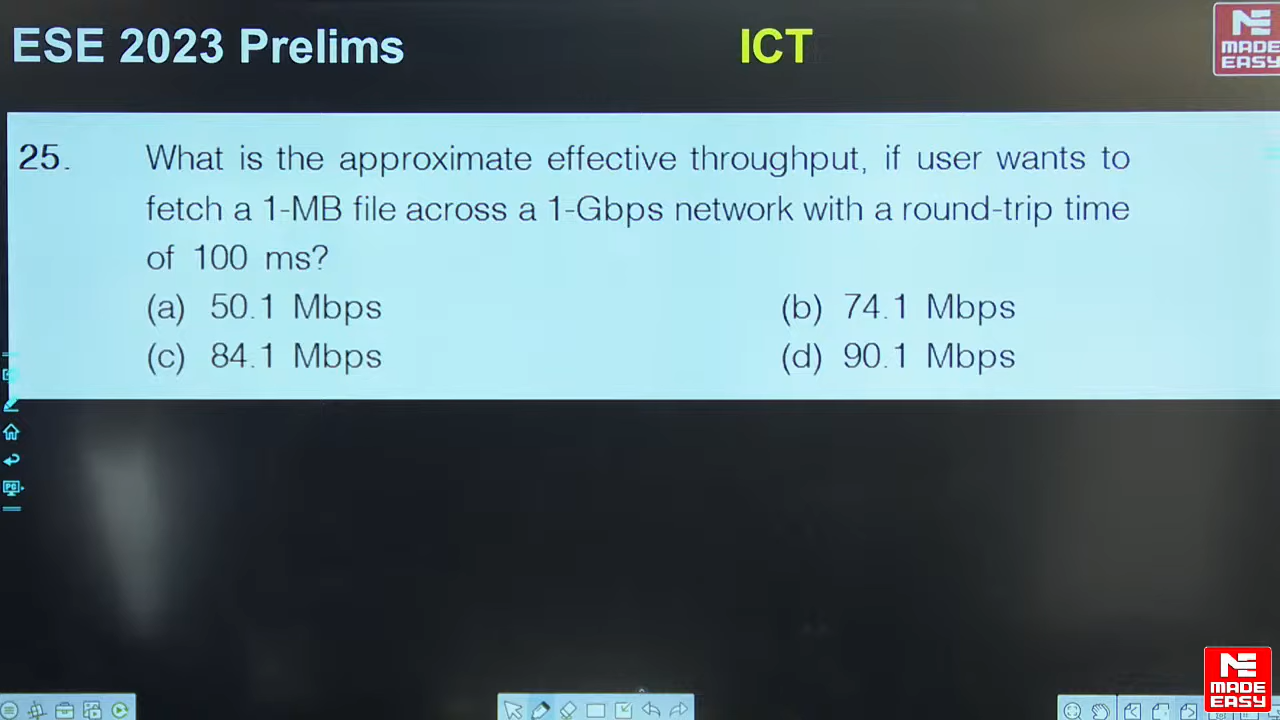 ESE 2023 Prelims
ICT
MADE
EASY
25. What is the approximate effective throughput, if user wants to
fetch a 1-MB file across a 1-Gbps network with a round-trip time
of 100 ms?
(a) 50.1 Mbps (b) 74.1 Mbps
(c) 84.1 Mbps (d) 90.1 Mbps
MADE
EASY